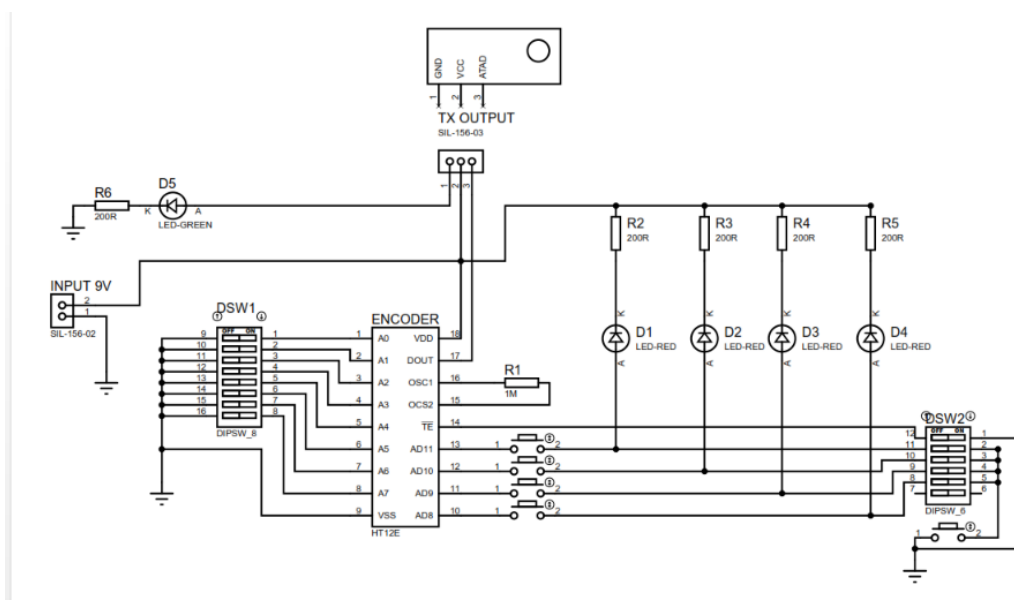 GND
VCC
ATAD
1
2
3
TX OUTPUT
SIL-156-03
1
2
3
R6
200R
D5
K
A
LED-GREEN
R2
200R
R3
200R
R4
200R
R5
200R
INPUT 9V
2
1
SIL-156-02
DSW1
OFF ON
9 1
10 2
11 3
12 4
13 5
14 6
15 7
16 8
DIPSW_8
ENCODER
1 A0 VDD 18
2 A1 DOUT 17
3 A2 OSC1 16
4 A3 OCS2 15
5 A4 TE 14
6 A5 AD11 13
7 A6 AD10 12
8 A7 AD9 11
9 VSS AD8 10
HT12E
R1
1M
K
D1
LED-RED
A
K
D2
LED-RED
A
K
D3
LED-RED
A
K
D4
LED-RED
A
1 2
1 2
1 2
1 2
DSW2
OFF ON
12 1
11 2
10 3
9 4
8 5
7 6
DIPSW_6
1 2